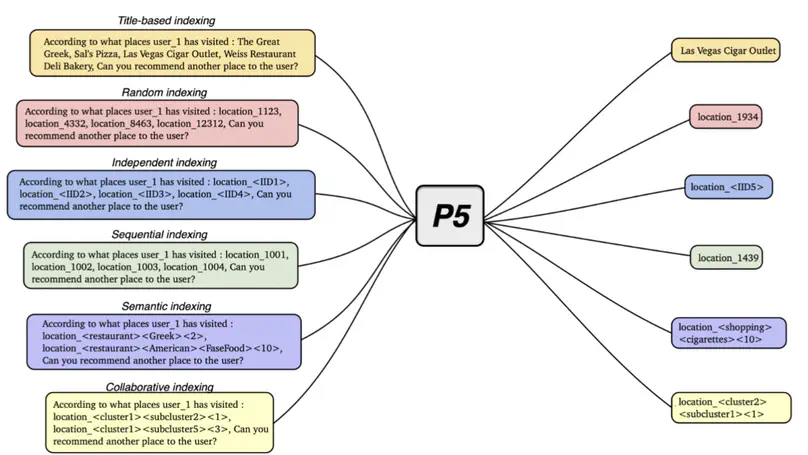 Title-based indexing
According to what places user_1 has visited : The Great
Greek, Sal's Pizza, Las Vegas Cigar Outlet, Weiss Restaurant
Deli Bakery, Can you recommend another place to the user?
Random indexing
According to what places user_1 has visited : location_1123,
location_4332, location_8463, location_12312, Can you
recommend another place to the user?
Independent indexing
According to what places user_1 has visited : location_<IID1>,
location_<IID2>, location_<IID3>, location_<IID4>, Can you
recommend another place to the user?
Sequential indexing
According to what places user_1 has visited : location_1001,
location_1002, location_1003, location_1004, Can you
recommend another place to the user?
Semantic indexing
According to what places user_1 has visited :
location_<restaurant><Greek><2>,
location_<restaurant><American><FaseFood><10>,
Can you recommend another place to the user?
Collaborative indexing
According to what places user_1 has visited :
location_<cluster1><subcluster2><1>,
location_<cluster1><subcluster5><3>, Can you
recommend another place to the user?
P5
Las Vegas Cigar Outlet
location_1934
location_<IID5>
location_1439
location_<shopping>
<cigarettes><10>
location_<cluster2>
<subcluster1><1>